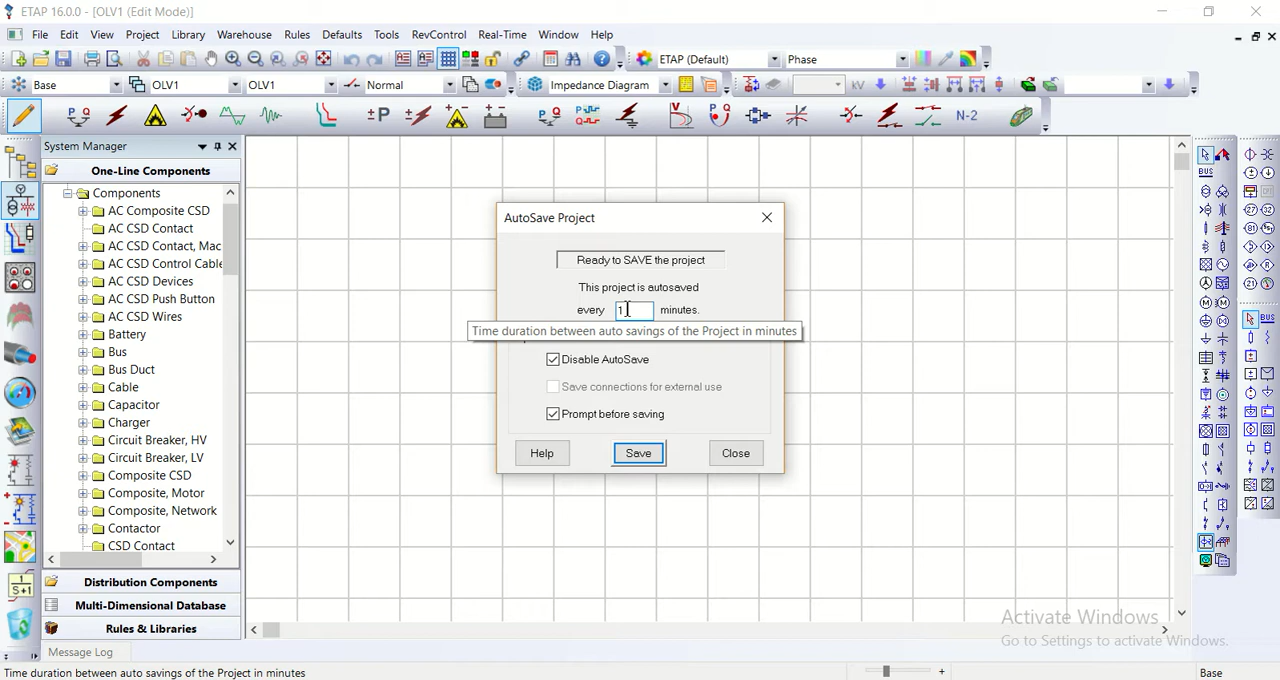 ETAP 16.0.0 - [OLV1 (Edit Mode)]
File Edit View Project Library Warehouse Rules Defaults Tools RevControl Real-Time Window Help
ETAP (Default) Phase
Base OLV1 OLV1 Normal Impedance Diagram kV
P Q +P P Q P Q N-2
System Manager
One-Line Components
Components
AC Composite CSD
AC CSD Contact
AC CSD Contact, Mac
AC CSD Control Cable
AC CSD Devices
AC CSD Push Button
AC CSD Wires
Battery
Bus
Bus Duct
Cable
Capacitor
Charger
Circuit Breaker, HV
Circuit Breaker, LV
Composite CSD
Composite, Motor
Composite, Network
Contactor
CSD Contact
Distribution Components
Multi-Dimensional Database
Rules & Libraries
Message Log
AutoSave Project
Ready to SAVE the project
This project is autosaved
every 1 minutes.
Time duration between auto savings of the Project in minutes
Disable AutoSave
Save connections for external use
Prompt before saving
Help Save Close
BUS
BUS
Activate Windows
Go to Settings to activate Windows.
Time duration between auto savings of the Project in minutes
Base